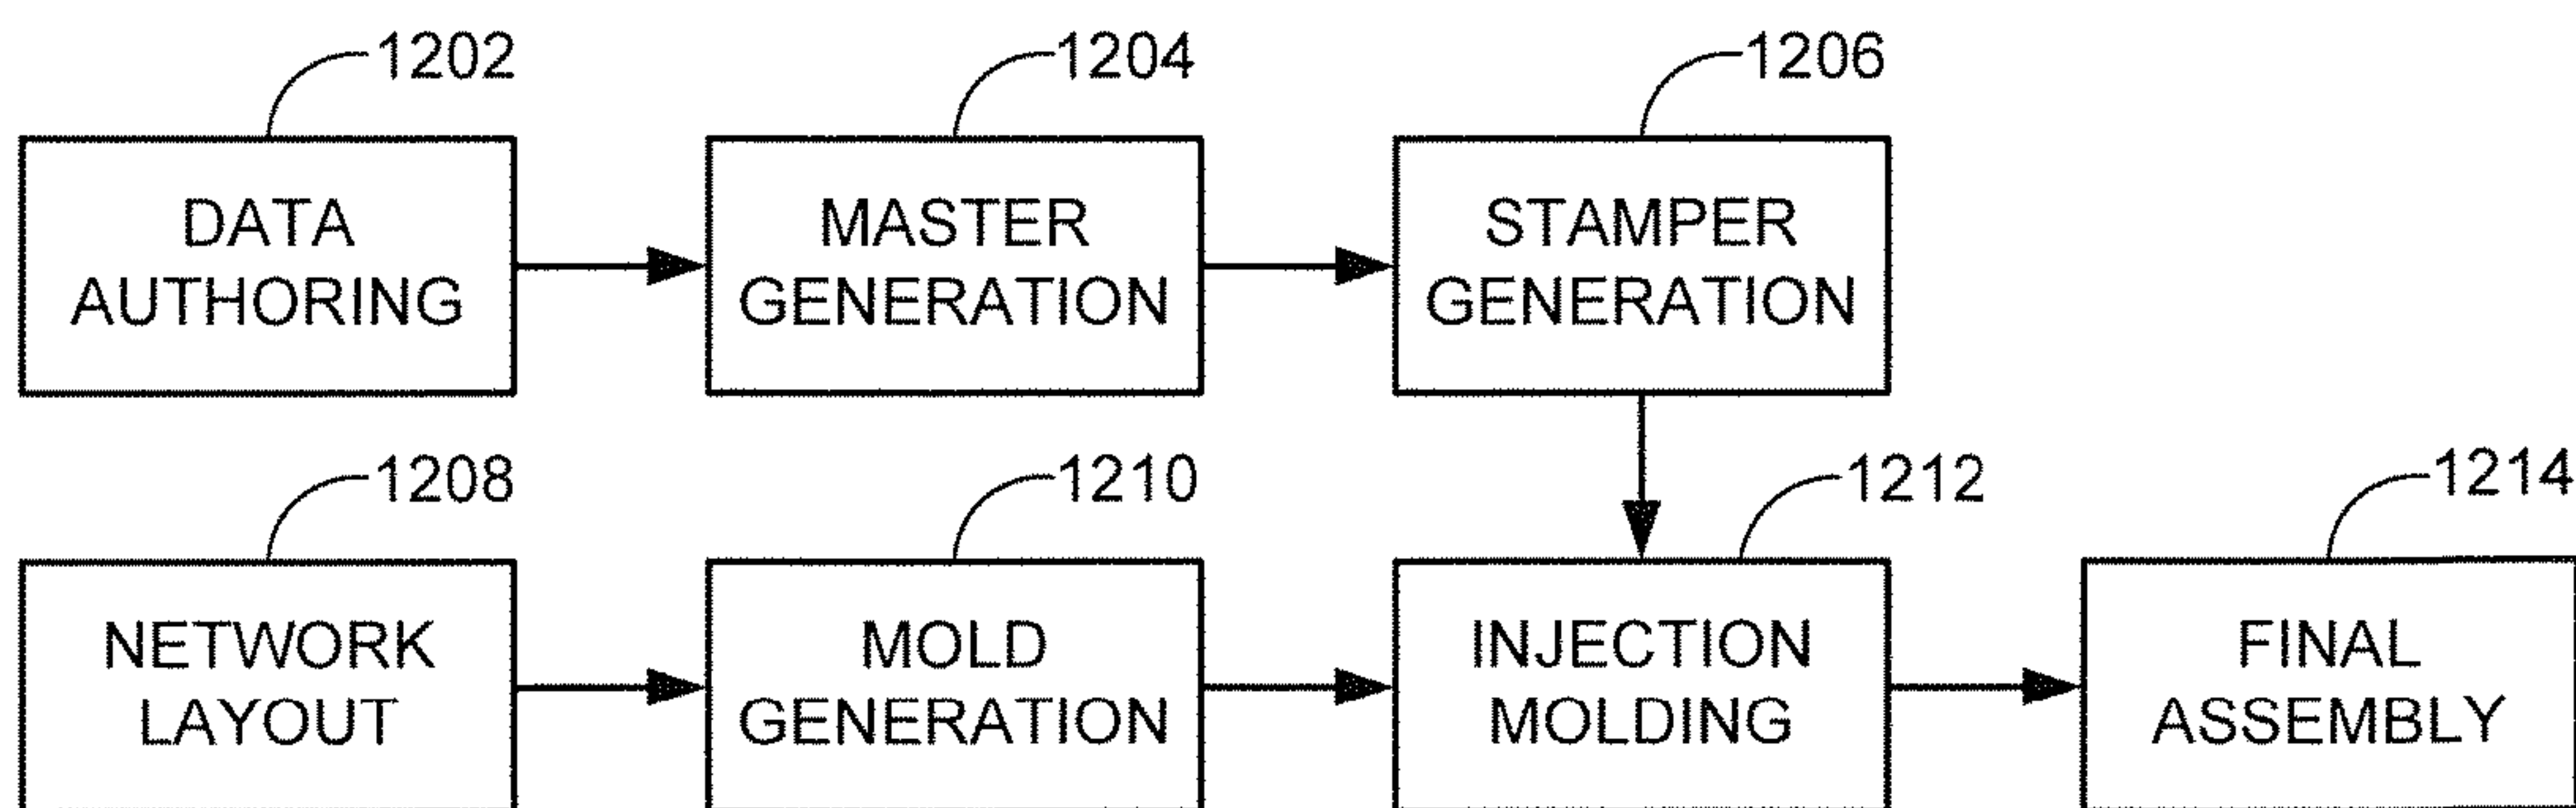 1202
1204
1206
DATA
AUTHORING
MASTER
GENERATION
STAMPER
GENERATION
1208
1210
1212
1214
NETWORK
LAYOUT
MOLD
GENERATION
INJECTION
MOLDING
FINAL
ASSEMBLY